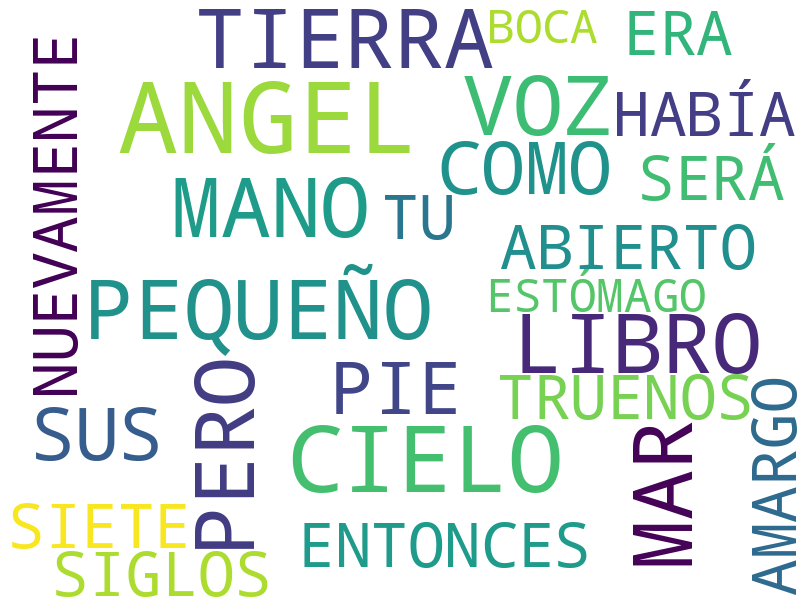 TIERRA
BOCA
ERA
NUEVAMENTE
ANGEL
VOZ
HABÍA
COMO
SERÁ
MANO
TU
ABIERTO
PEQUEÑO
ESTÓMAGO
LIBRO
PERO
PIE
TRUENOS
SUS
CIELO
MAR
AMARGO
SIETE
ENTONCES
SIGLOS